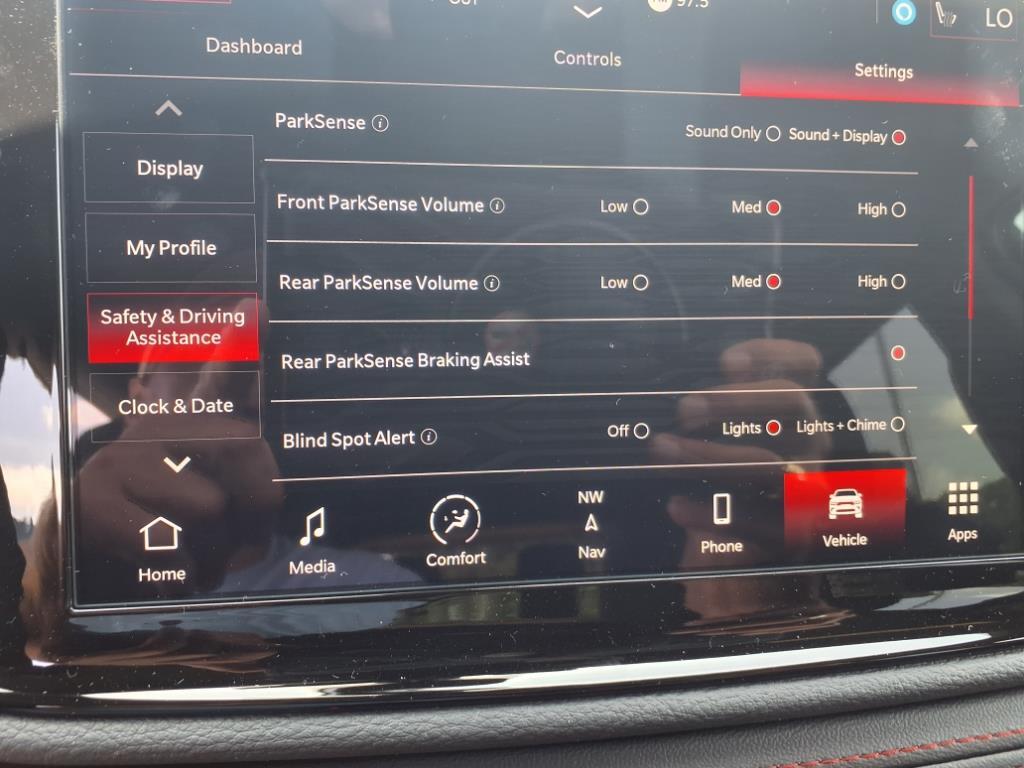 97.5
LO
Dashboard
Controls
Settings
ParkSense
Sound Only
Sound + Display
Display
Front ParkSense Volume
Low
Med
High
My Profile
Rear ParkSense Volume
Low
Med
High
Safety & Driving
Assistance
Rear ParkSense Braking Assist
Clock & Date
Blind Spot Alert
Off
Lights
Lights + Chime
Home
Media
Comfort
NW
Nav
Phone
Vehicle
Apps